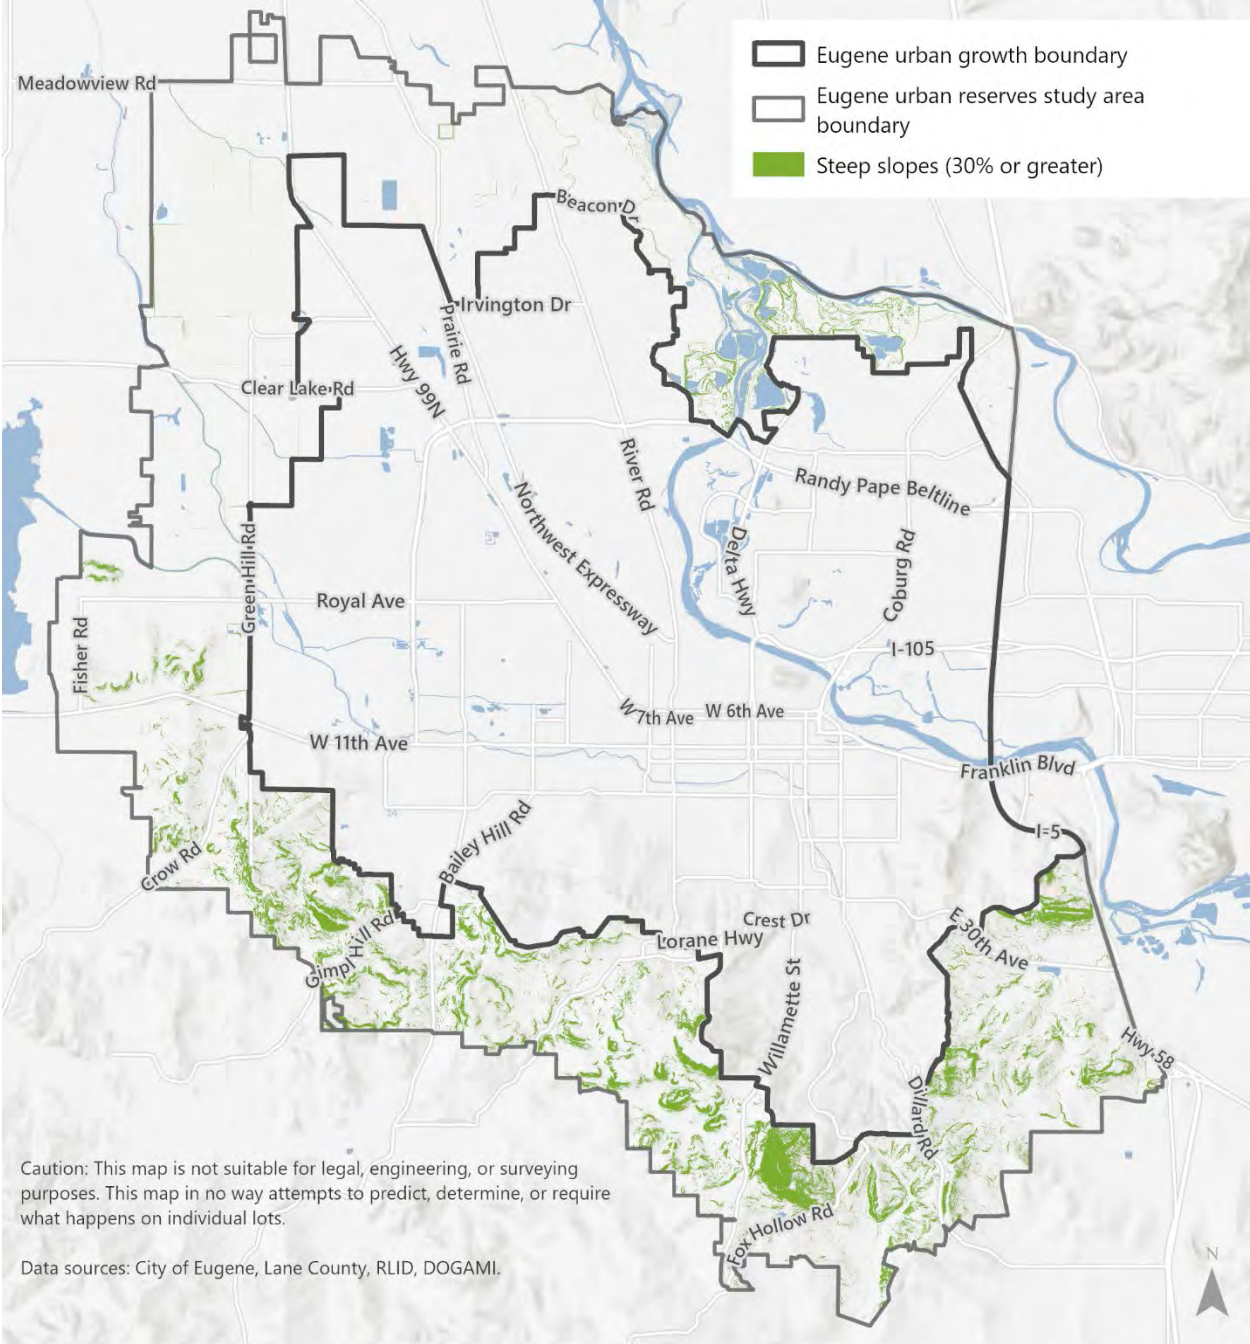 Eugene urban growth boundary
Eugene urban reserves study area
boundary
Steep slopes (30% or greater)
Meadowview Rd
Beacon Dr
Irvington Dr
Prairie Rd
Hwy 99N
Clear Lake Rd
River Rd
Randy Pape Beltline
Northwest Expressway
Delta Hwy
Coburg Rd
Green Hill Rd
Royal Ave
Fisher Rd
I-105
W 7th Ave
W 6th Ave
W 11th Ave
Franklin Blvd
I-5
Bailey Hill Rd
Crow Rd
Gimpl Hill Rd
Crest Dr
Lorane Hwy
E 30th Ave
Willamette St
Hwy 58
Dillard Rd
Fox Hollow Rd
Caution: This map is not suitable for legal, engineering, or surveying
purposes. This map in no way attempts to predict, determine, or require
what happens on individual lots.
Data sources: City of Eugene, Lane County, RLID, DOGAMI.
N